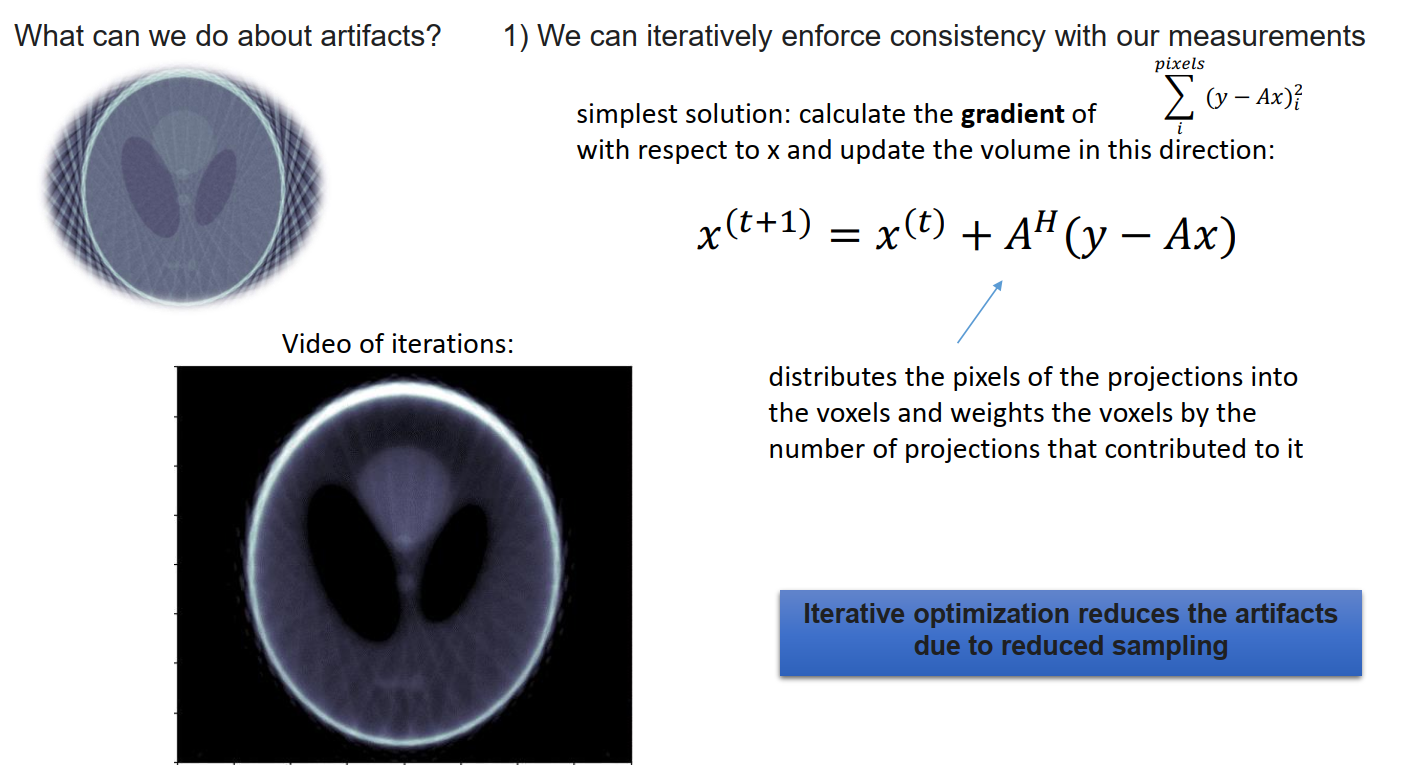 What can we do about artifacts?
1) We can iteratively enforce consistency with our measurements
pixels
∑ (y − Ax)²ᵢ
i
simplest solution: calculate the gradient of
with respect to x and update the volume in this direction:
x⁽ᵗ⁺¹⁾ = x⁽ᵗ⁾ + Aᴴ(y − Ax)
Video of iterations:
distributes the pixels of the projections into
the voxels and weights the voxels by the
number of projections that contributed to it
Iterative optimization reduces the artifacts
due to reduced sampling